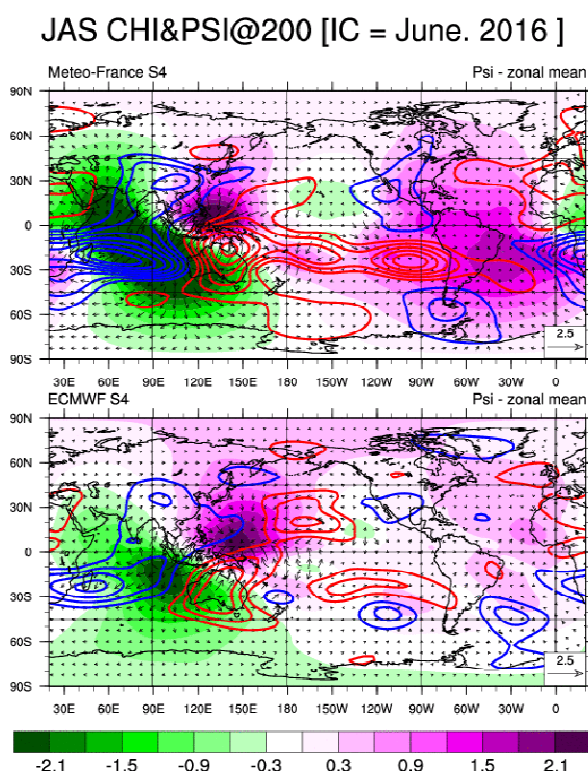 JAS CHI&PSI@200 [IC = June. 2016 ]
Meteo-France S4 Psi - zonal mean
90N
60N
30N
0
30S
60S
90S
2.5
30E 60E 90E 120E 150E 180 150W 120W 90W 60W 30W 0
ECMWF S4 Psi - zonal mean
90N
60N
30N
0
30S
60S
90S
2.5
30E 60E 90E 120E 150E 180 150W 120W 90W 60W 30W 0
-2.1 -1.5 -0.9 -0.3 0.3 0.9 1.5 2.1